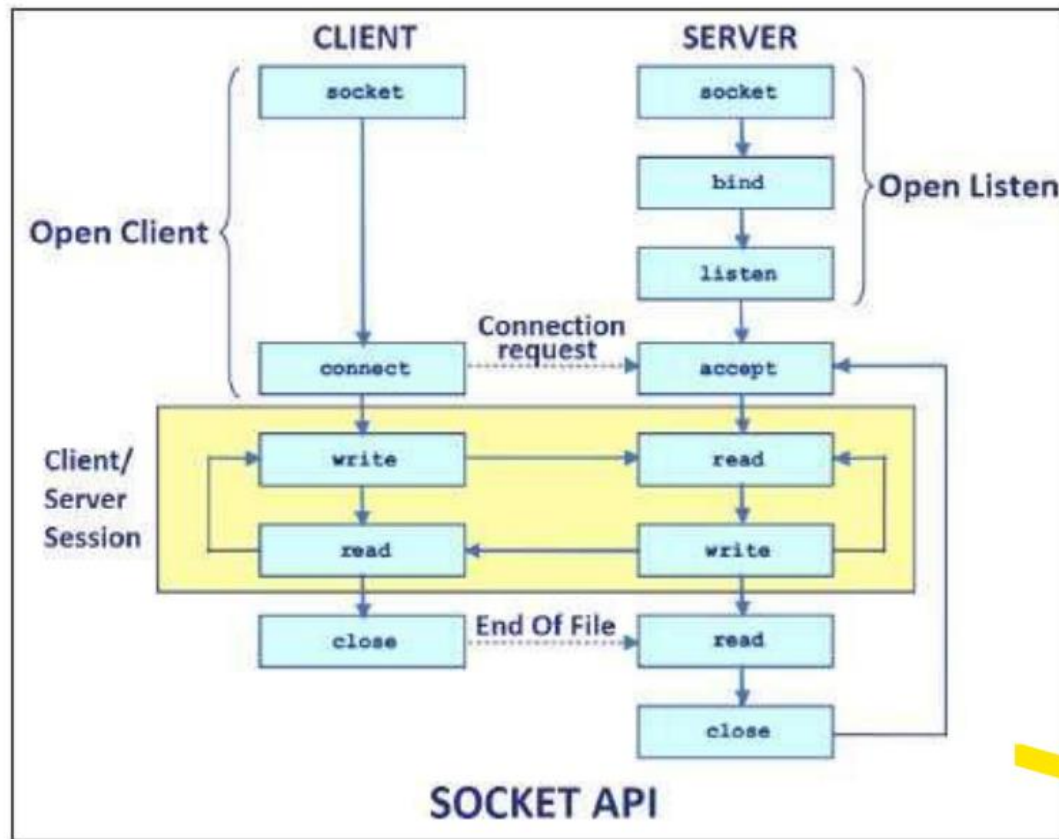 CLIENT SERVER
socket socket
bind
Open Client Open Listen
listen
Connection
request
connect accept
Client/
Server
Session
write read
read write
End Of File
close read
close
SOCKET API